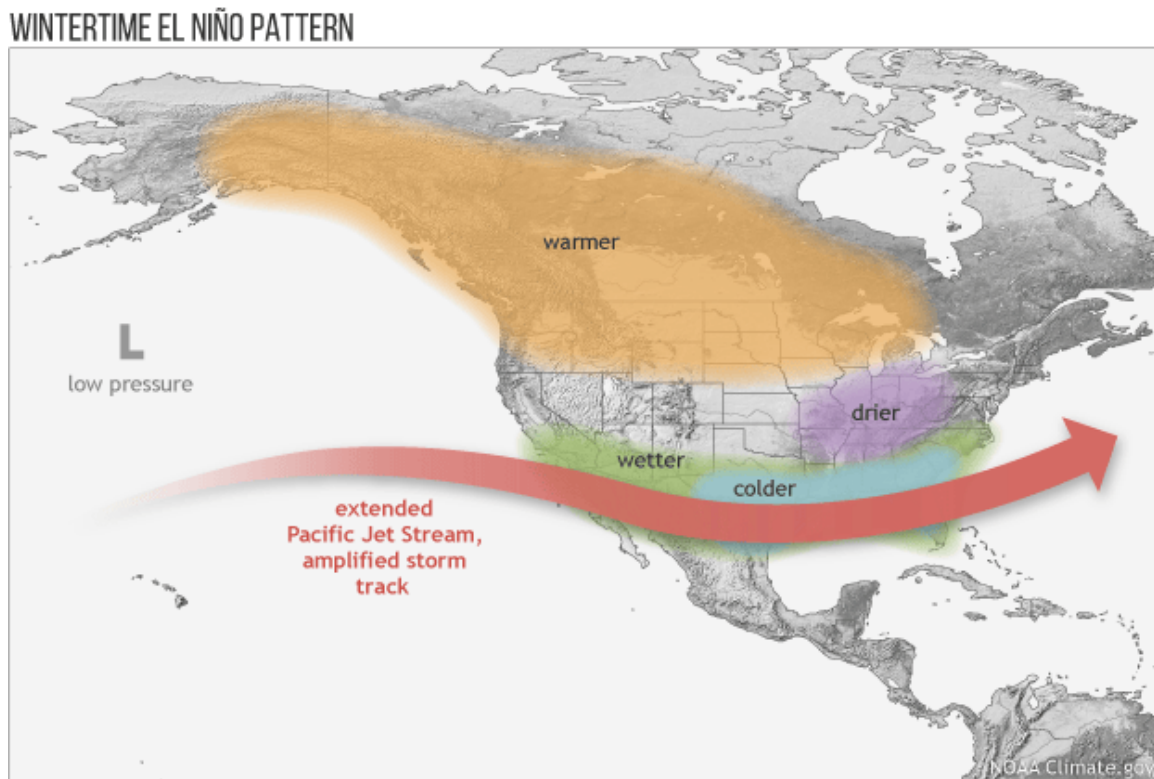 WINTERTIME EL NIÑO PATTERN
warmer
L
low pressure
drier
wetter
colder
extended
Pacific Jet Stream,
amplified storm
track
NOAA Climate.gov